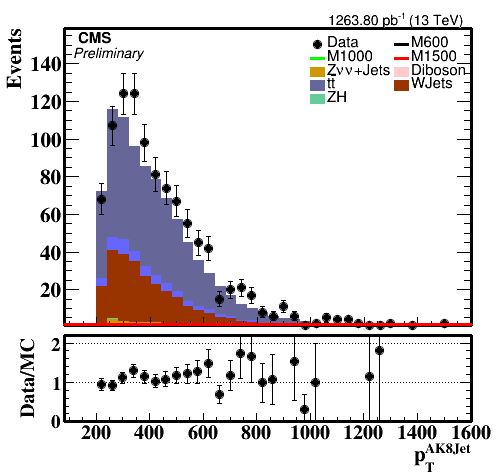 1263.80 pb⁻¹ (13 TeV)
CMS
Preliminary
Data
M600
M1000
M1500
Zνν+Jets
Diboson
tt
WJets
ZH
Events
140
120
100
80
60
40
20
Data/MC
2
1
0
200 400 600 800 1000 1200 1400 1600
p_T^AK8Jet